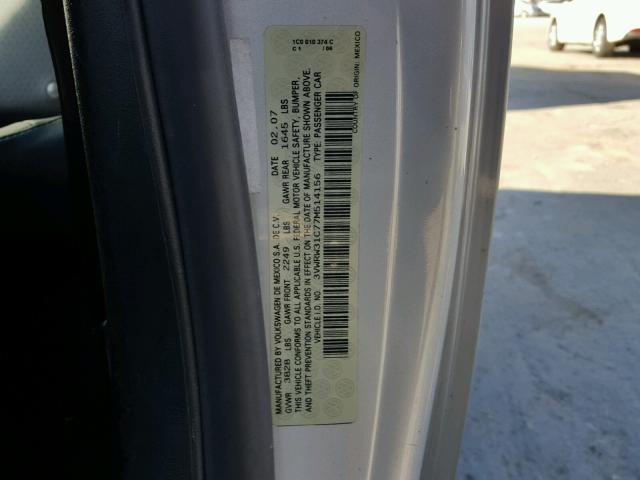 MANUFACTURED BY VOLKSWAGEN DE MEXICO S.A. DE C.V. DATE 02.07
GVWR 3828 LBS GAWR FRONT 2249 LBS GAWR REAR 1645 LBS
THIS VEHICLE CONFORMS TO ALL APPLICABLE U.S. FEDERAL MOTOR VEHICLE SAFETY, BUMPER,
AND THEFT PREVENTION STANDARDS IN EFFECT ON THE DATE OF MANUFACTURE SHOWN ABOVE.
VEHICLE I.D. NO. 3VWRW31C77M514156 TYPE: PASSENGER CAR
1C0 010 374 C
C 1 / 06
COUNTRY OF ORIGIN: MEXICO